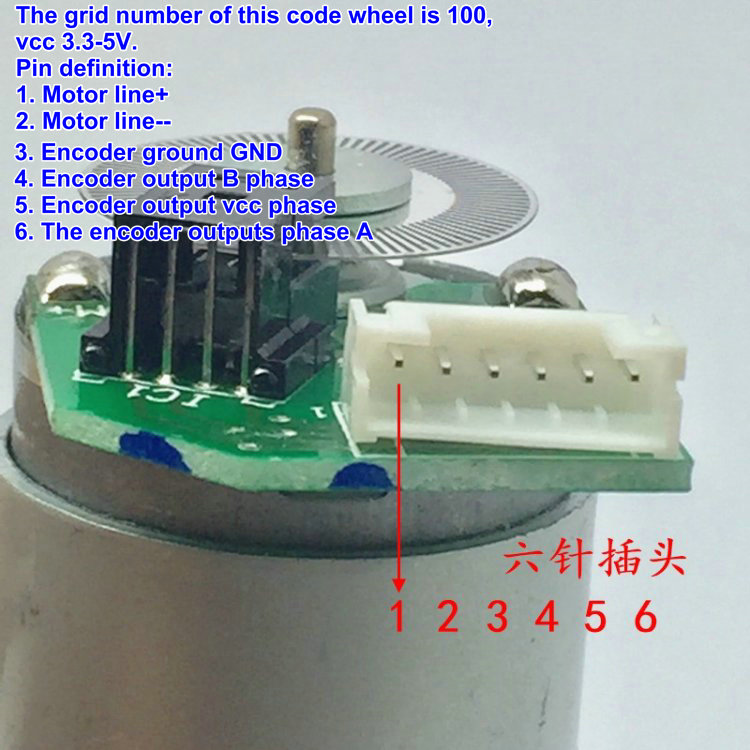 The grid number of this code wheel is 100,
vcc 3.3-5V.
Pin definition:
1. Motor line+
2. Motor line--
3. Encoder ground GND
4. Encoder output B phase
5. Encoder output vcc phase
6. The encoder outputs phase A
IC1
1
六针插头
1 2 3 4 5 6